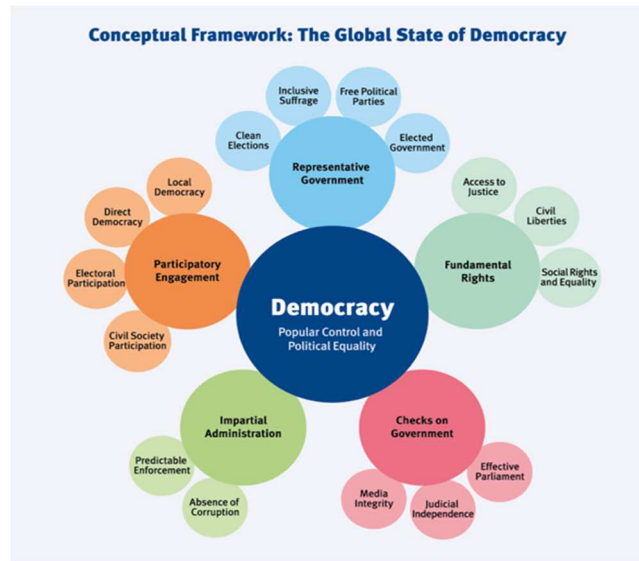 Conceptual Framework: The Global State of Democracy
Inclusive
Suffrage
Free Political
Parties
Clean
Elections
Elected
Government
Representative
Government
Local
Democracy
Direct
Democracy
Electoral
Participation
Civil Society
Participation
Participatory
Engagement
Access to
Justice
Civil
Liberties
Social Rights
and Equality
Fundamental
Rights
Democracy
Popular Control and
Political Equality
Impartial
Administration
Predictable
Enforcement
Absence of
Corruption
Checks on
Government
Media
Integrity
Judicial
Independence
Effective
Parliament